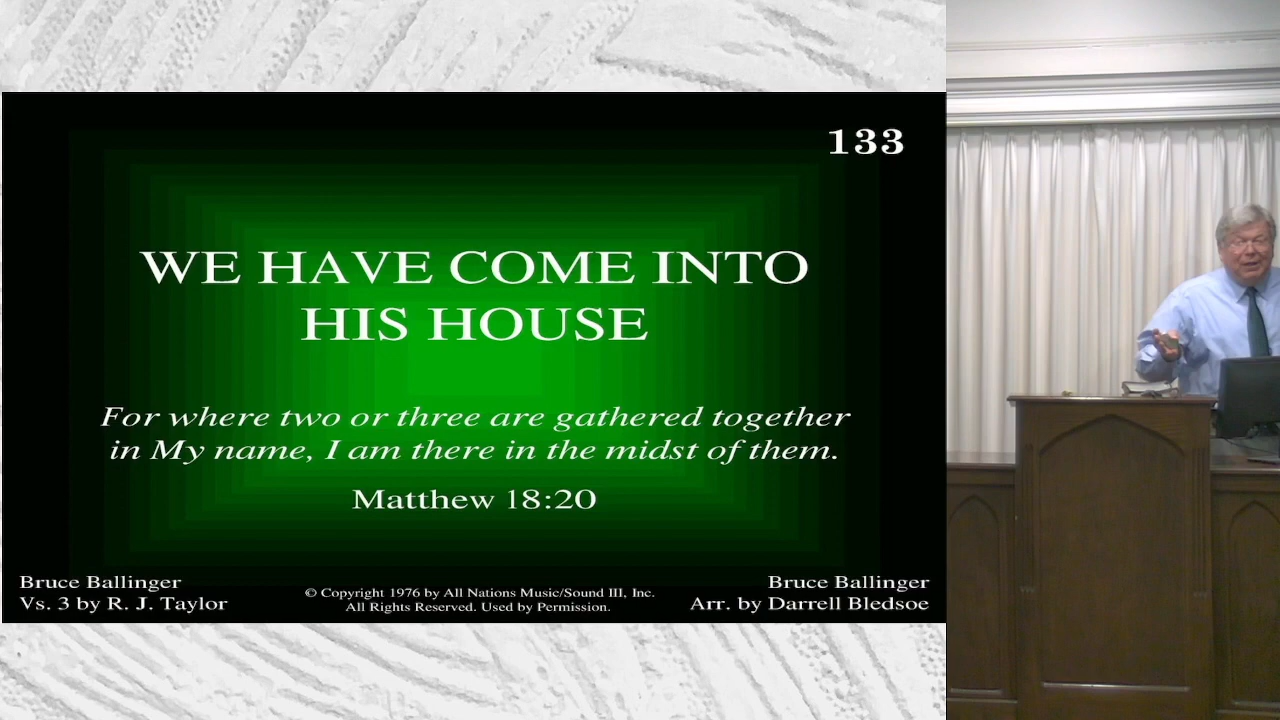 133
WE HAVE COME INTO
HIS HOUSE
For where two or three are gathered together
in My name, I am there in the midst of them.
Matthew 18:20
Bruce Ballinger
Vs. 3 by R. J. Taylor
© Copyright 1976 by All Nations Music/Sound III, Inc.
All Rights Reserved. Used by Permission.
Bruce Ballinger
Arr. by Darrell Bledsoe